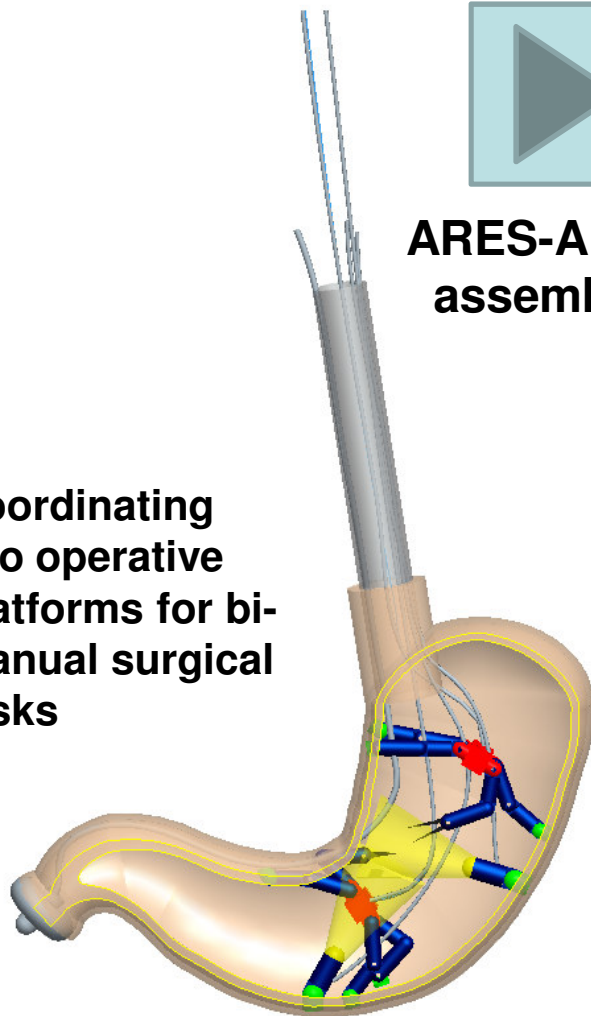 ARES-A
assembl
oordinating
o operative
atforms for bi-
anual surgical
sks